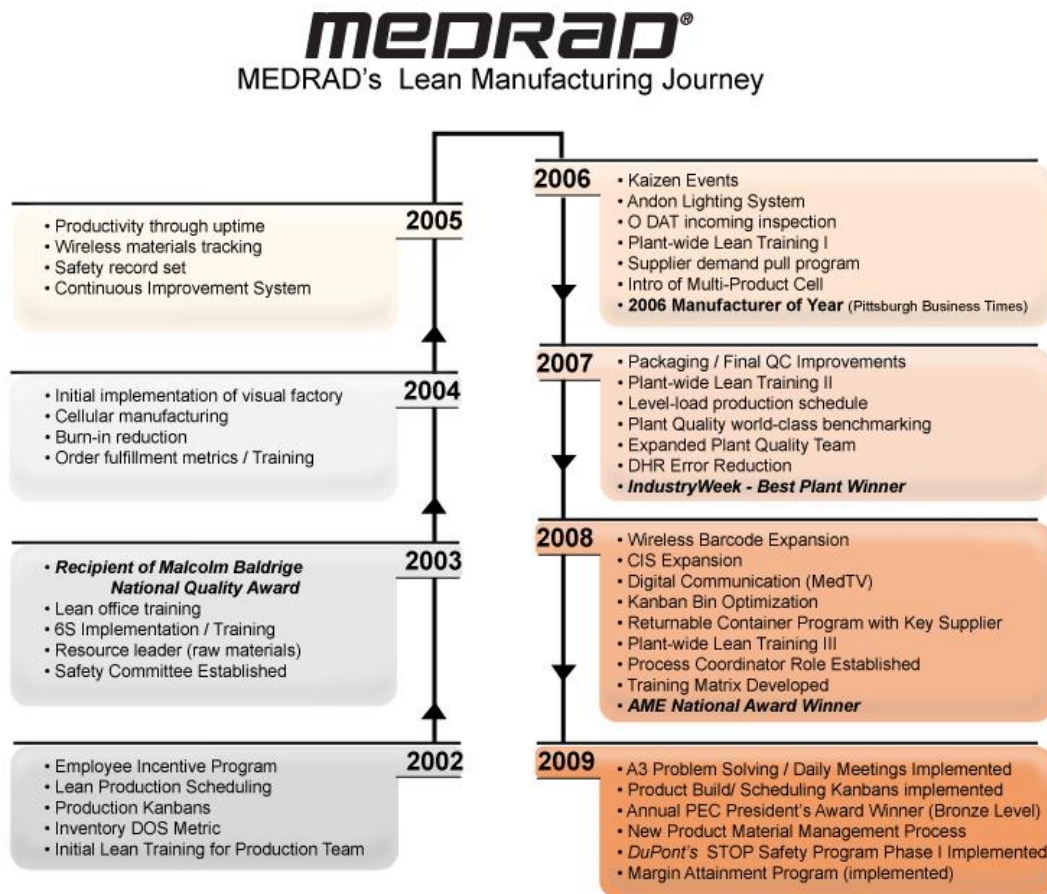 MEDRAD®
MEDRAD's Lean Manufacturing Journey
2002
• Employee Incentive Program
• Lean Production Scheduling
• Production Kanbans
• Inventory DOS Metric
• Initial Lean Training for Production Team
2003
• Recipient of Malcolm Baldrige
National Quality Award
• Lean office training
• 6S Implementation / Training
• Resource leader (raw materials)
• Safety Committee Established
2004
• Initial implementation of visual factory
• Cellular manufacturing
• Burn-in reduction
• Order fulfillment metrics / Training
2005
• Productivity through uptime
• Wireless materials tracking
• Safety record set
• Continuous Improvement System
2006
• Kaizen Events
• Andon Lighting System
• O DAT incoming inspection
• Plant-wide Lean Training I
• Supplier demand pull program
• Intro of Multi-Product Cell
• 2006 Manufacturer of Year (Pittsburgh Business Times)
2007
• Packaging / Final QC Improvements
• Plant-wide Lean Training II
• Level-load production schedule
• Plant Quality world-class benchmarking
• Expanded Plant Quality Team
• DHR Error Reduction
• IndustryWeek - Best Plant Winner
2008
• Wireless Barcode Expansion
• CIS Expansion
• Digital Communication (MedTV)
• Kanban Bin Optimization
• Returnable Container Program with Key Supplier
• Plant-wide Lean Training III
• Process Coordinator Role Established
• Training Matrix Developed
• AME National Award Winner
2009
• A3 Problem Solving / Daily Meetings Implemented
• Product Build/ Scheduling Kanbans implemented
• Annual PEC President's Award Winner (Bronze Level)
• New Product Material Management Process
• DuPont's STOP Safety Program Phase I Implemented
• Margin Attainment Program (implemented)